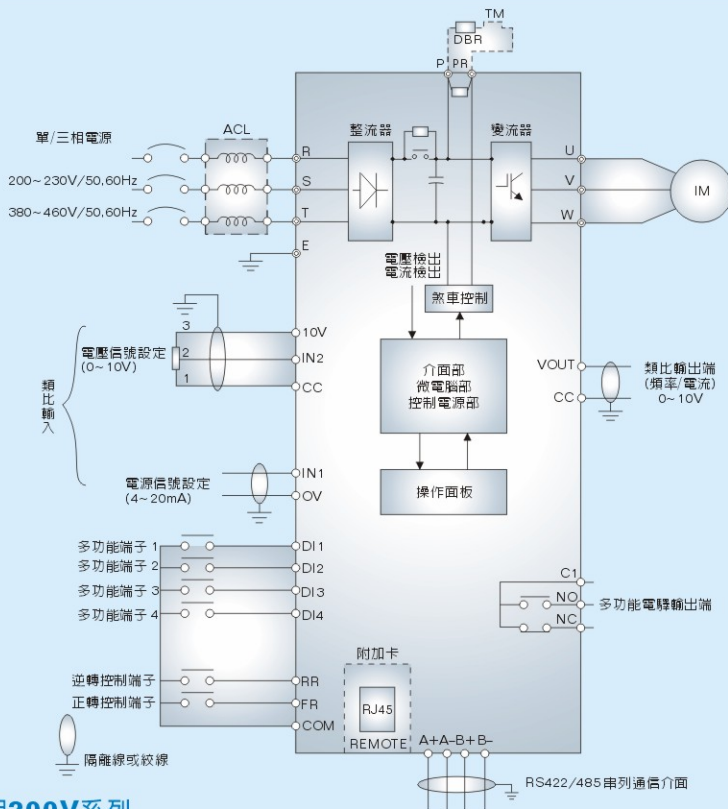 TM
DBR
P PR
ACL
單/三相電源
200~230V/50,60Hz
380~460V/50,60Hz
R
S
T
E
整流器
變流器
U
V
W
IM
電壓檢出
電流檢出
煞車控制
介面部
微電腦部
控制電源部
操作面板
類比輸入
電壓信號設定
(0~10V)
3
2
1
10V
IN2
CC
電源信號設定
(4~20mA)
IN1
OV
VOUT
CC
類比輸出端
(頻率/電流)
0~10V
多功能端子 1
多功能端子 2
多功能端子 3
多功能端子 4
DI1
DI2
DI3
DI4
逆轉控制端子
正轉控制端子
RR
FR
COM
C1
NO
NC
多功能電驛輸出端
附加卡
RJ45
REMOTE
A+A-B+B-
隔離線或絞線
RS422/485串列通信介面
200V系列